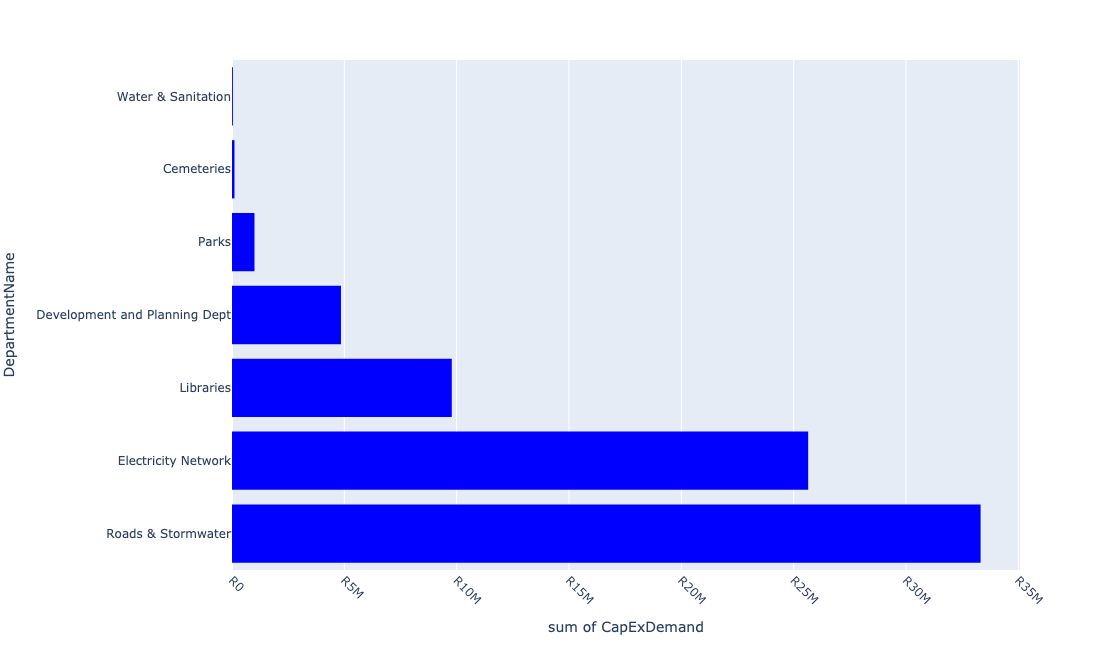 DepartmentName
Water & Sanitation
Cemeteries
Parks
Development and Planning Dept
Libraries
Electricity Network
Roads & Stormwater
R0
R5M
R10M
R15M
R20M
R25M
R30M
R35M
sum of CapExDemand